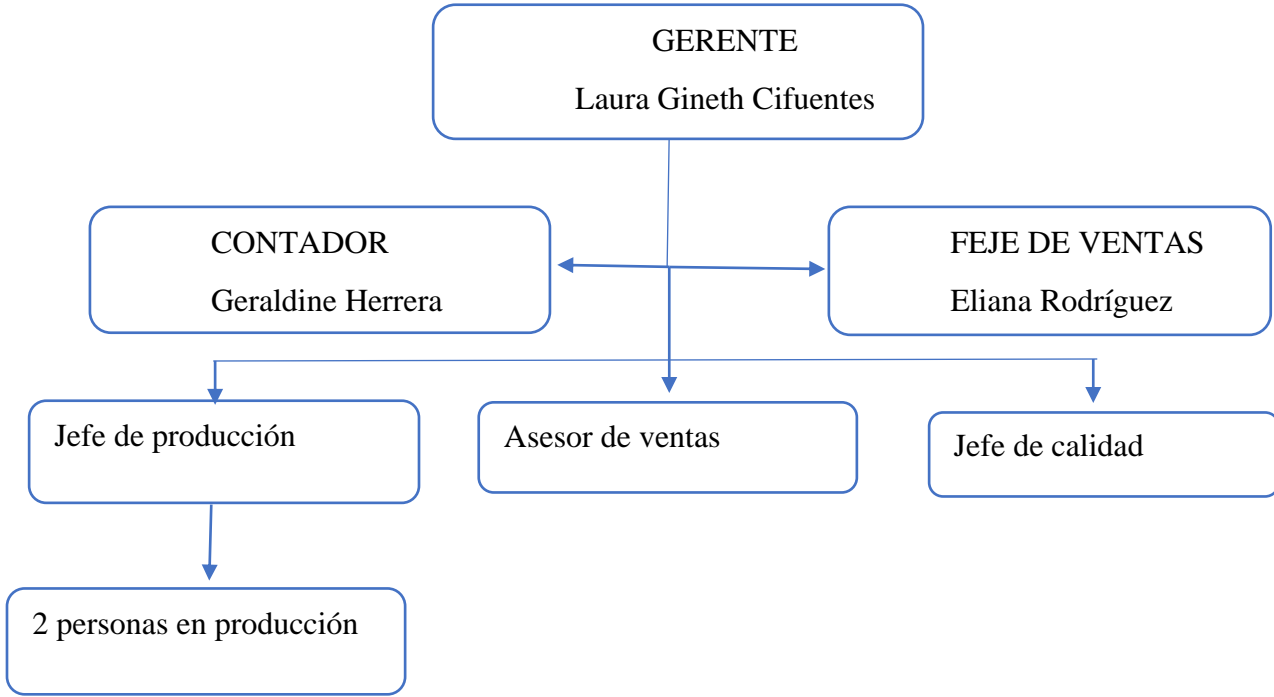 GERENTE
Laura Gineth Cifuentes
CONTADOR
Geraldine Herrera
FEJE DE VENTAS
Eliana Rodríguez
Jefe de producción
Asesor de ventas
Jefe de calidad
2 personas en producción